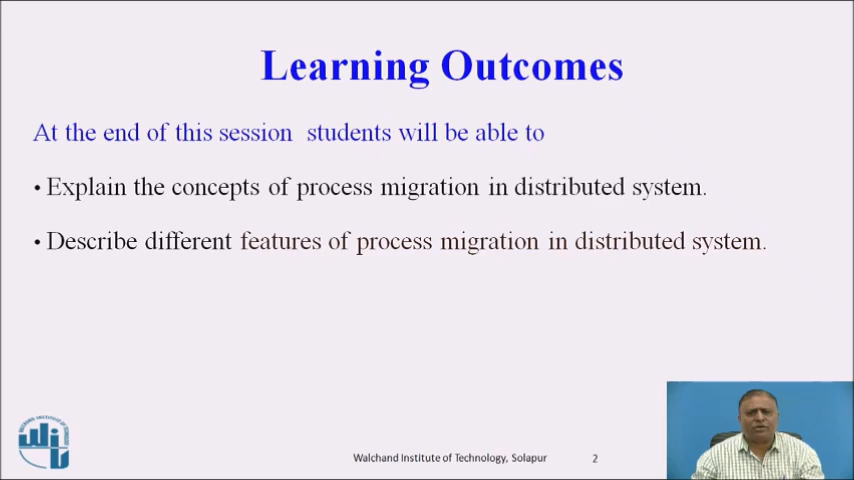 Learning Outcomes
At the end of this session students will be able to
• Explain the concepts of process migration in distributed system.
• Describe different features of process migration in distributed system.
Walchand Institute of Technology, Solapur 2